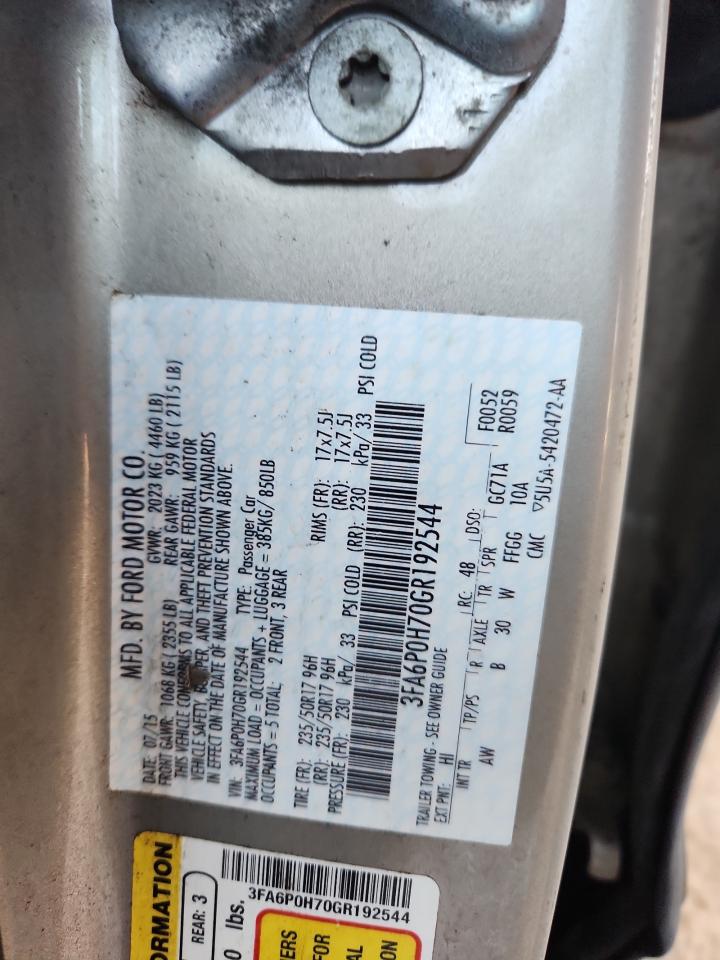 MFD. BY FORD MOTOR CO.
DATE: 07/15 GVWR: 2023 KG ( 4460 LB)
FRONT GAWR: 1068 KG ( 2355 LB) REAR GAWR: 959 KG ( 2115 LB)
THIS VEHICLE CONFORMS TO ALL APPLICABLE FEDERAL MOTOR
VEHICLE SAFETY, BUMPER, AND THEFT PREVENTION STANDARDS
IN EFFECT ON THE DATE OF MANUFACTURE SHOWN ABOVE.
VIN: 3FA6P0H70GR192544 TYPE: Passenger Car
MAXIMUM LOAD = OCCUPANTS + LUGGAGE = 385KG/ 850LB
OCCUPANTS = 5 TOTAL: 2 FRONT, 3 REAR
TIRE (FR): 235/50R17 96H RIMS (FR): 17x7.5J
(RR): 235/50R17 96H (RR): 17x7.5J
PRESSURE (FR): 230 kPa/ 33 PSI COLD (RR): 230 kPa/ 33 PSI COLD
3FA6P0H70GR192544
TRAILER TOWING - SEE OWNER GUIDE
EXT PNT: HI RC: 48 DSO: F0052
R0059
INT TR TP/PS R AXLE TR SPR GC71A
AW B 30 W FFGG 10A
CMC ▽5U5A-5420472-AA
ORMATION
REAR: 3
0 lbs.
3FA6P0H70GR192544
ERS
FOR
AL
ON